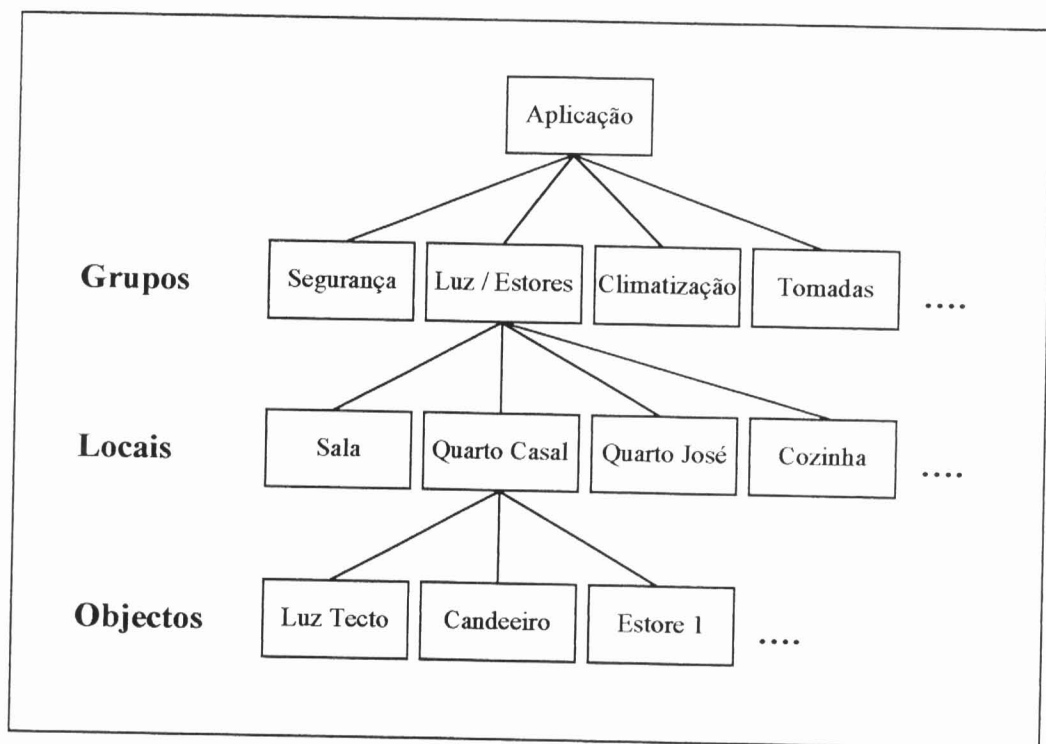 Aplicação
Grupos
Segurança
Luz / Estores
Climatização
Tomadas
....
Locais
Sala
Quarto Casal
Quarto José
Cozinha
....
Objectos
Luz Tecto
Candeeiro
Estore 1
....